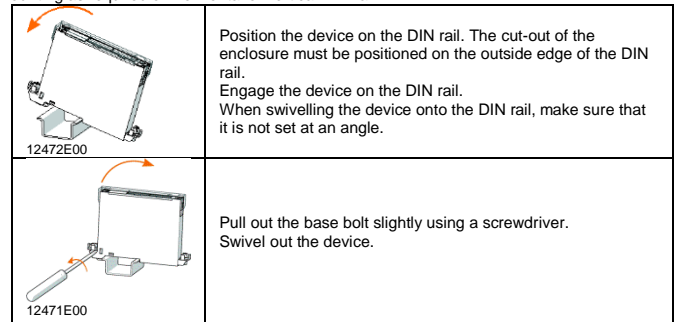 Position the device on the DIN rail. The cut-out of the
enclosure must be positioned on the outside edge of the DIN
rail.
Engage the device on the DIN rail.
When swivelling the device onto the DIN rail, make sure that
it is not set at an angle.
12472E00
Pull out the base bolt slightly using a screwdriver.
Swivel out the device.
12471E00